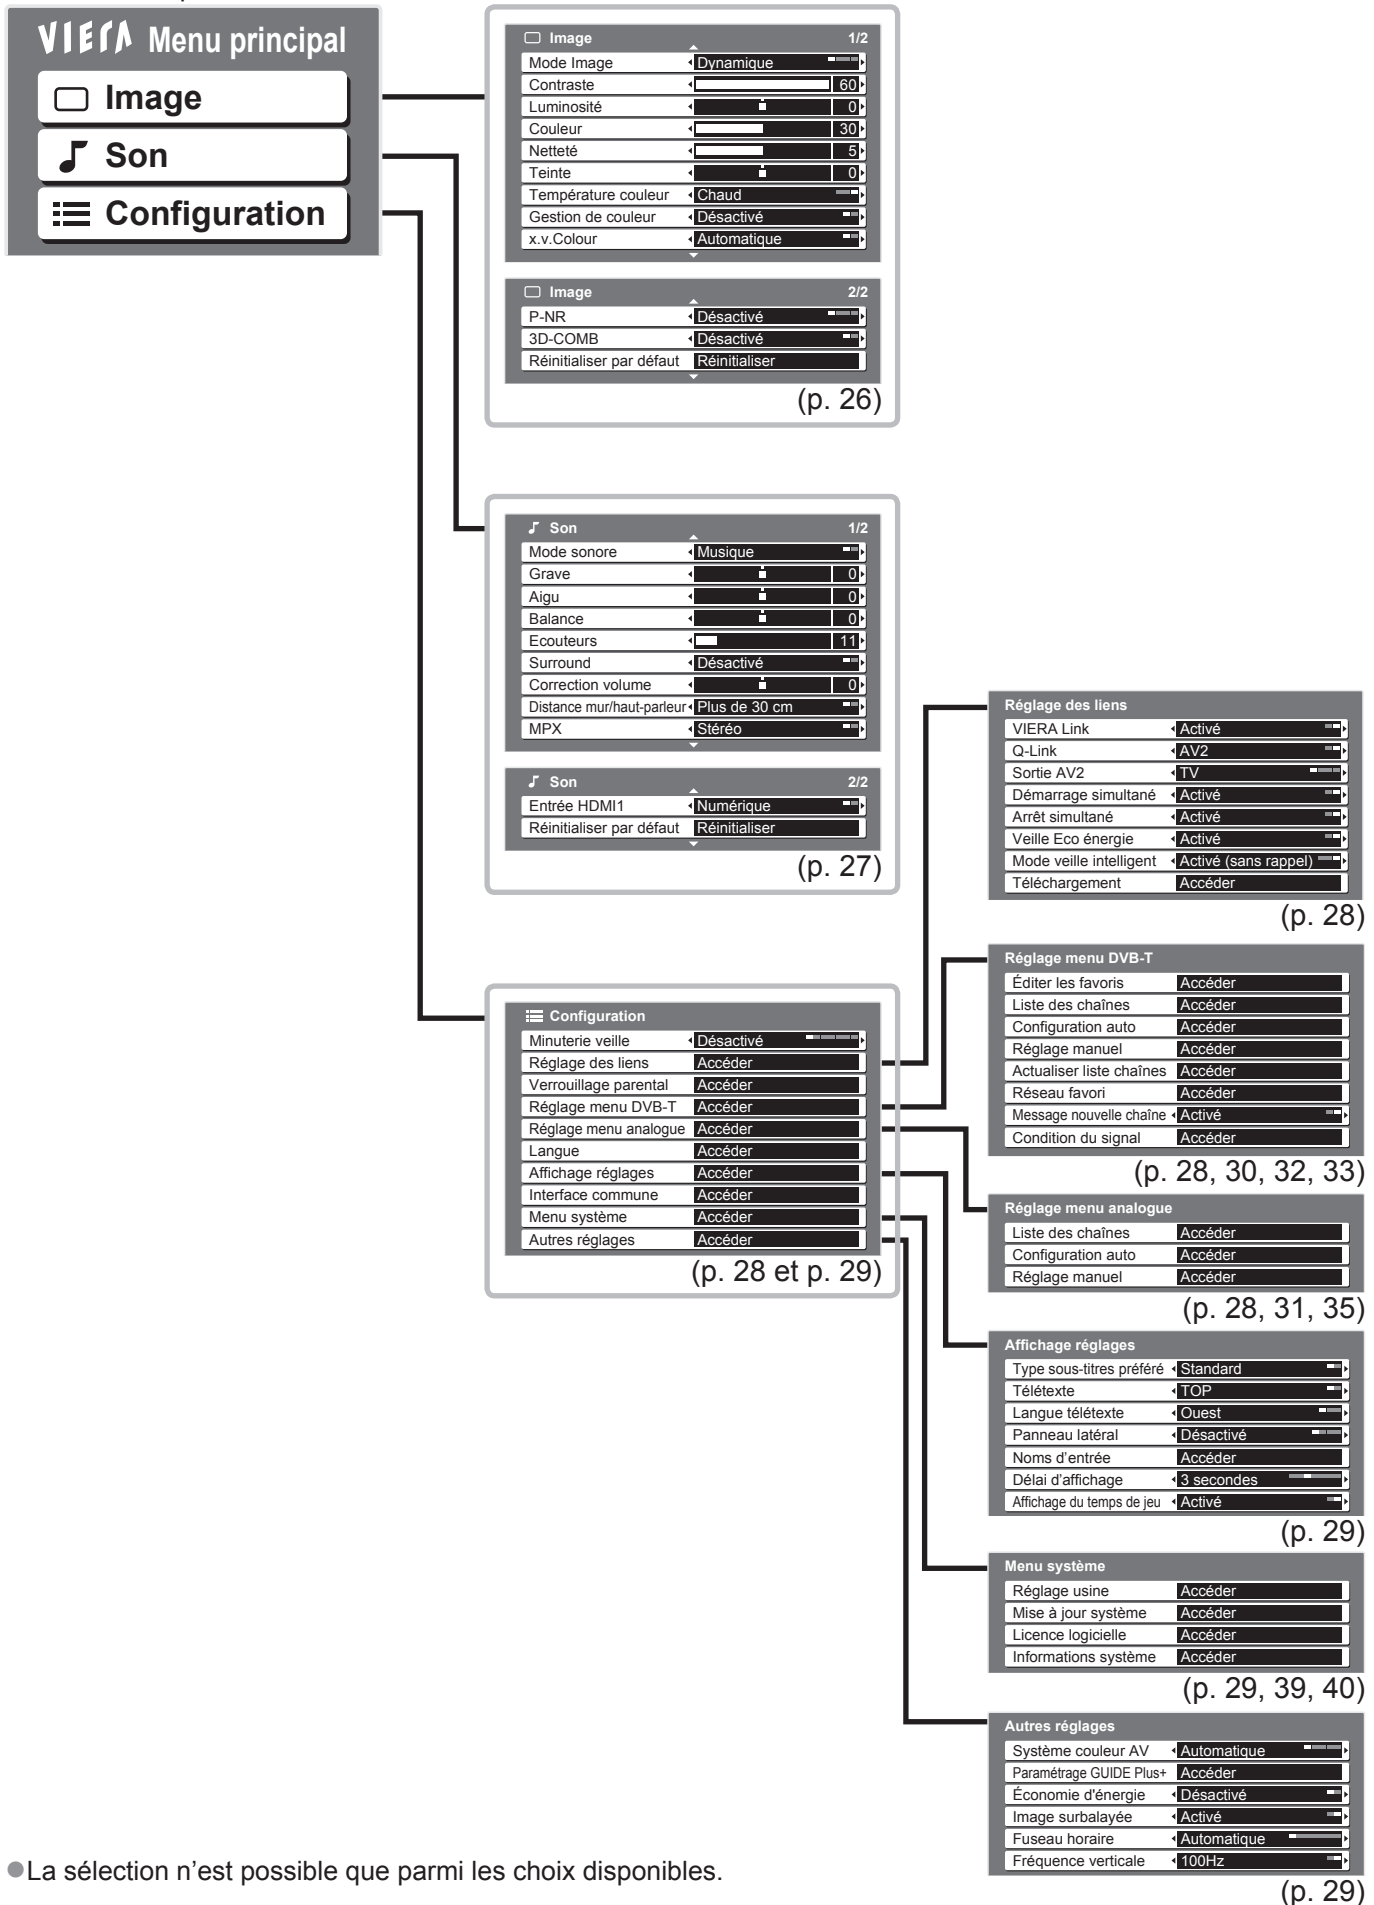 VIERA Menu principal
Image
Son
Configuration
Image 1/2
Mode Image Dynamique
Contraste 60
Luminosité 0
Couleur 30
Netteté 5
Teinte 0
Température couleur Chaud
Gestion de couleur Désactivé
x.v.Colour Automatique
Image 2/2
P-NR Désactivé
3D-COMB Désactivé
Réinitialiser par défaut Réinitialiser
(p. 26)
Son 1/2
Mode sonore Musique
Grave 0
Aigu 0
Balance 0
Ecouteurs 11
Surround Désactivé
Correction volume 0
Distance mur/haut-parleur Plus de 30 cm
MPX Stéréo
Son 2/2
Entrée HDMI1 Numérique
Réinitialiser par défaut Réinitialiser
(p. 27)
Configuration
Minuterie veille Désactivé
Réglage des liens Accéder
Verrouillage parental Accéder
Réglage menu DVB-T Accéder
Réglage menu analogue Accéder
Langue Accéder
Affichage réglages Accéder
Interface commune Accéder
Menu système Accéder
Autres réglages Accéder
(p. 28 et p. 29)
Réglage des liens
VIERA Link Activé
Q-Link AV2
Sortie AV2 TV
Démarrage simultané Activé
Arrêt simultané Activé
Veille Eco énergie Activé
Mode veille intelligent Activé (sans rappel)
Téléchargement Accéder
(p. 28)
Réglage menu DVB-T
Éditer les favoris Accéder
Liste des chaînes Accéder
Configuration auto Accéder
Réglage manuel Accéder
Actualiser liste chaînes Accéder
Réseau favori Accéder
Message nouvelle chaîne Activé
Condition du signal Accéder
(p. 28, 30, 32, 33)
Réglage menu analogue
Liste des chaînes Accéder
Configuration auto Accéder
Réglage manuel Accéder
(p. 28, 31, 35)
Affichage réglages
Type sous-titres préféré Standard
Télétexte TOP
Langue télétexte Ouest
Panneau latéral Désactivé
Noms d’entrée Accéder
Délai d’affichage 3 secondes
Affichage du temps de jeu Activé
(p. 29)
Menu système
Réglage usine Accéder
Mise à jour système Accéder
Licence logicielle Accéder
Informations système Accéder
(p. 29, 39, 40)
Autres réglages
Système couleur AV Automatique
Paramétrage GUIDE Plus+ Accéder
Économie d'énergie Désactivé
Image surbalayée Activé
Fuseau horaire Automatique
Fréquence verticale 100Hz
(p. 29)
●La sélection n’est possible que parmi les choix disponibles.